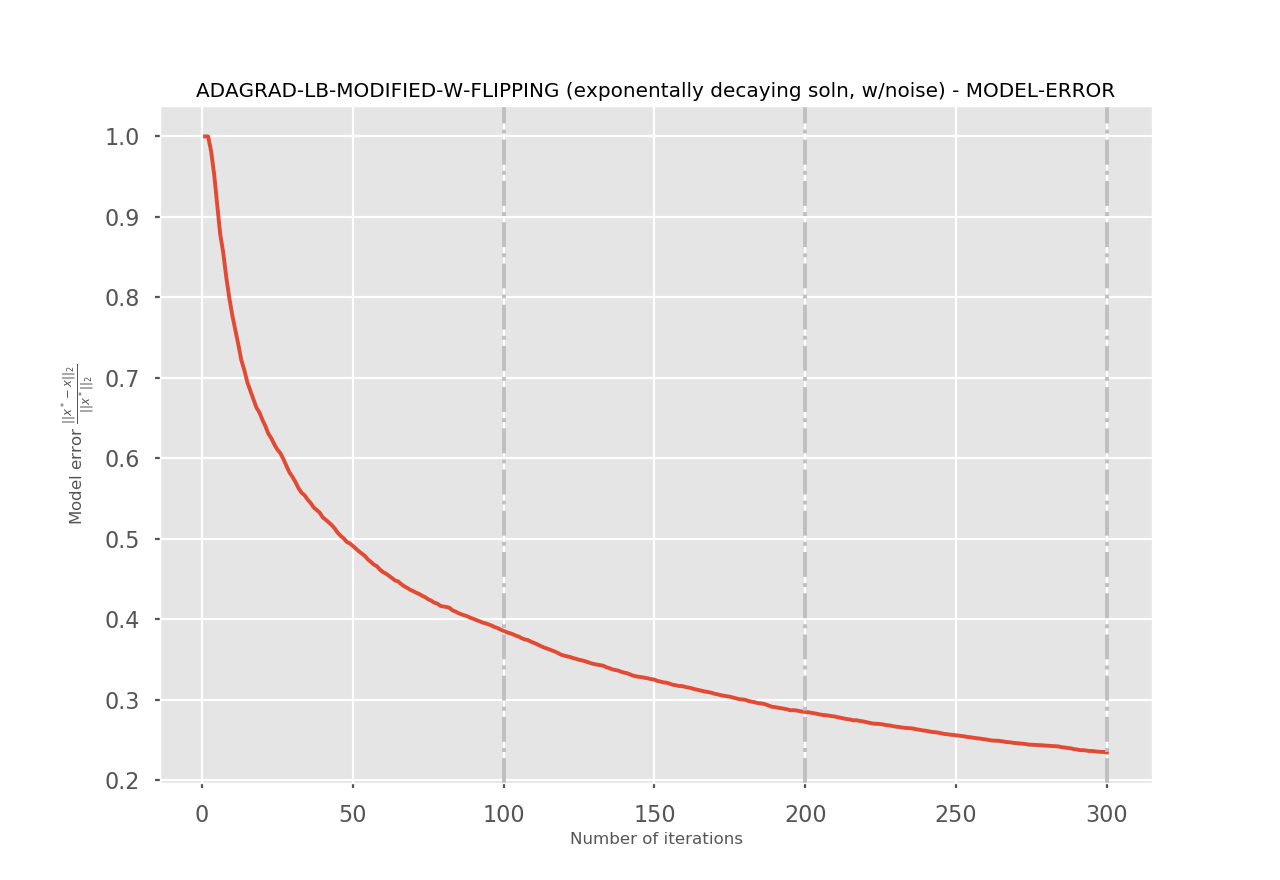 ADAGRAD-LB-MODIFIED-W-FLIPPING (exponentially decaying soln, w/noise) - MODEL-ERROR
1.0
0.9
0.8
0.7
0.6
0.5
0.4
0.3
0.2
Model error ||x* − x||₂ / ||x*||₂
0 50 100 150 200 250 300
Number of iterations